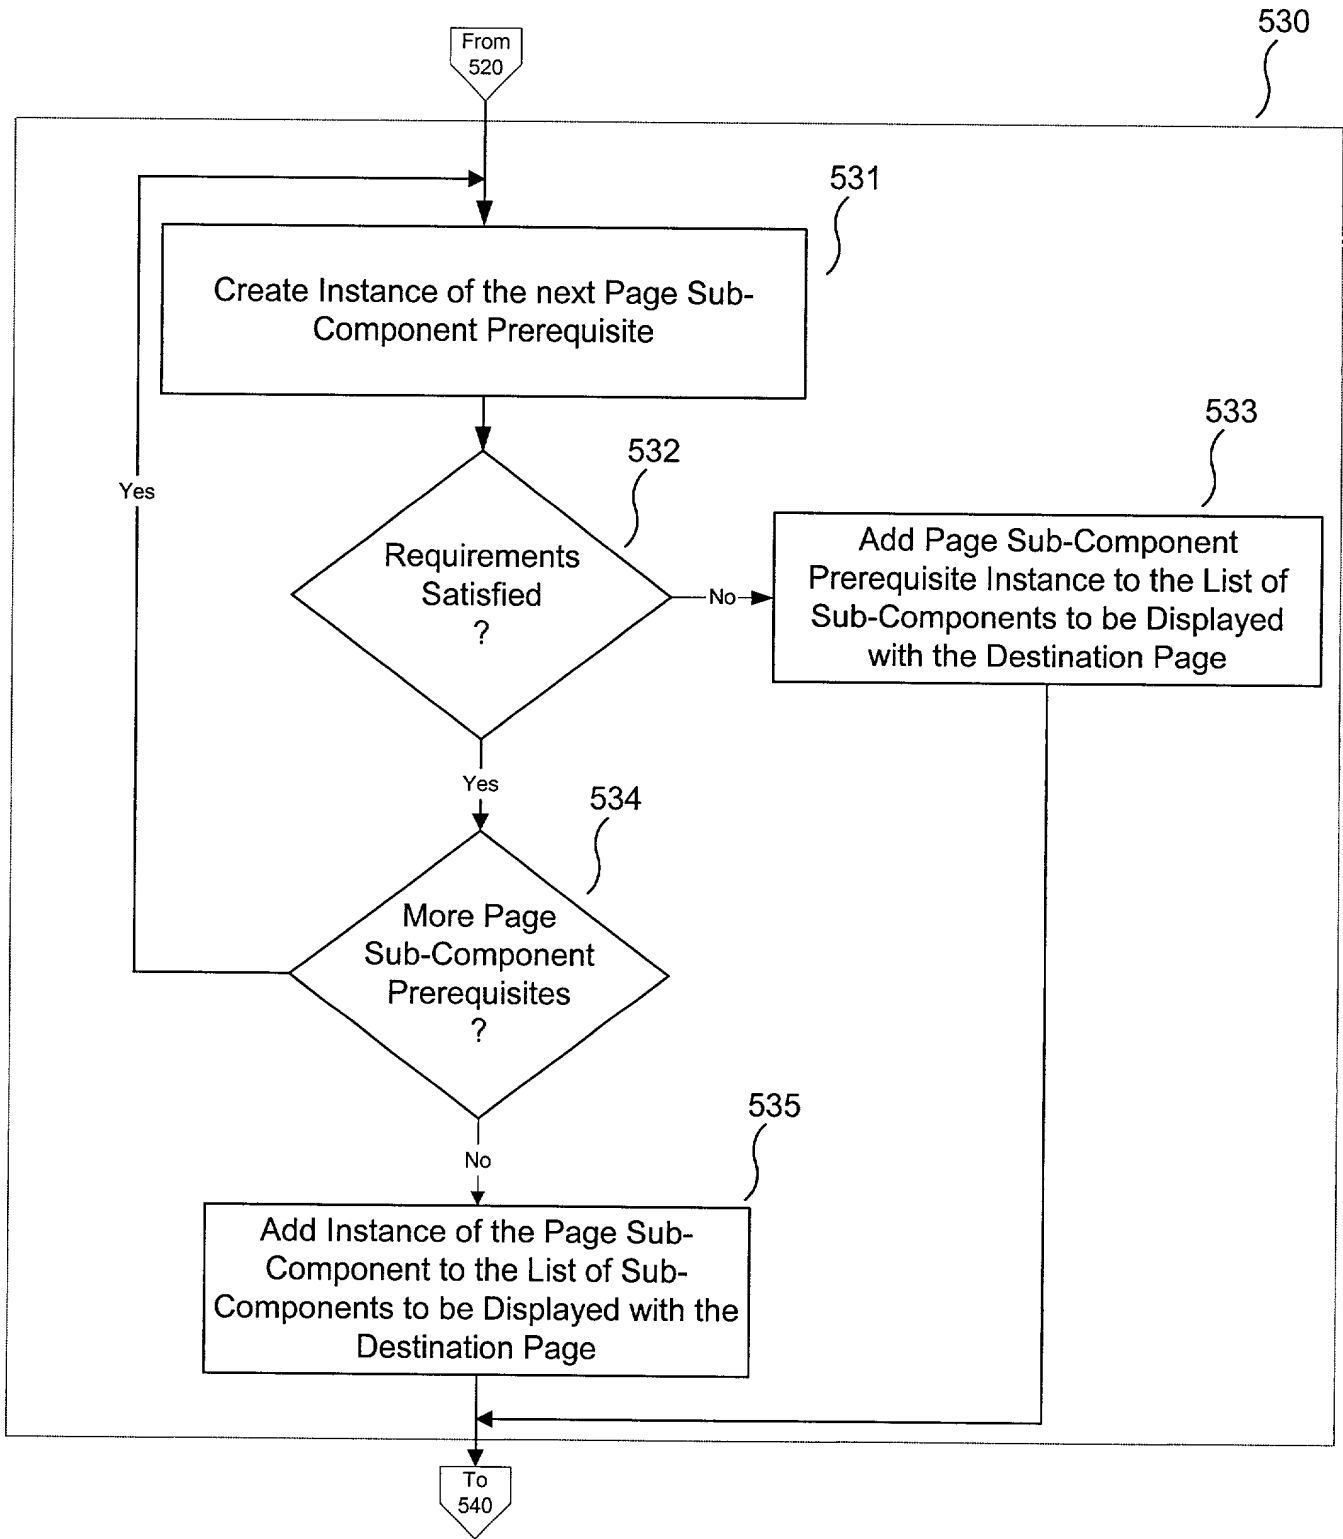 530
From
520
531
Create Instance of the next Page Sub-
Component Prerequisite
532
533
Yes
Requirements
Satisfied
?
No
Add Page Sub-Component
Prerequisite Instance to the List of
Sub-Components to be Displayed
with the Destination Page
Yes
534
More Page
Sub-Component
Prerequisites
?
535
No
Add Instance of the Page Sub-
Component to the List of Sub-
Components to be Displayed with the
Destination Page
To
540